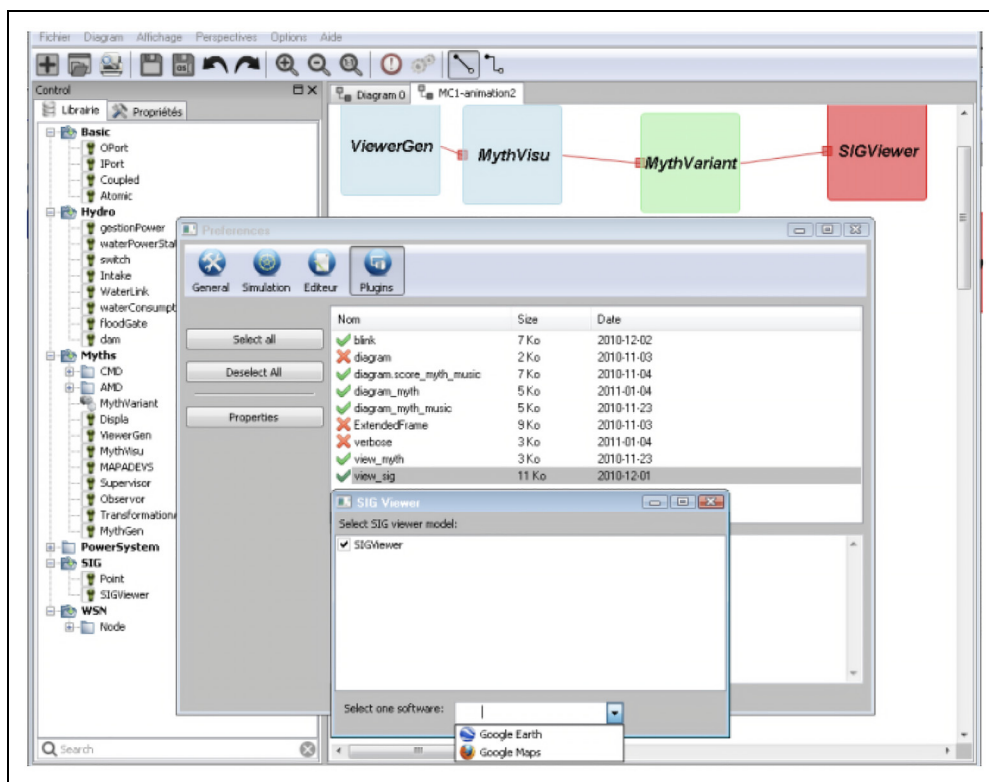 Fichier Diagram Affichage Perspectives Options Aide
Control
Librairie Propriétés
Basic
OPort
IPort
Coupled
Atomic
Hydro
gestionPower
waterPowerStal
switch
Intake
WaterLink
waterConsumpt
floodGate
dam
Myths
CMD
AMD
MythVariant
Displa
ViewerGen
MythVisu
MAPADEVS
Supervisor
Observor
Transformationa
MythGen
PowerSystem
SIG
Point
SIGViewer
WSN
Node
Search
Diagram 0 MC1-animation2
ViewerGen
MythVisu
MythVariant
SIGViewer
Preferences
General Simulation Editeur Plugins
Select all
Deselect All
Properties
Nom Size Date
blink 7 Ko 2010-12-02
diagram 2 Ko 2010-11-03
diagram.score_myth_music 7 Ko 2010-11-04
diagram_myth 5 Ko 2011-01-04
diagram_myth_music 5 Ko 2010-11-23
ExtendedFrame 9 Ko 2010-11-03
verbose 3 Ko 2011-01-04
view_myth 3 Ko 2010-11-23
view_sig 11 Ko 2010-12-01
SIG Viewer
Select SIG viewer model:
SIGViewer
Select one software:
Google Earth
Google Maps